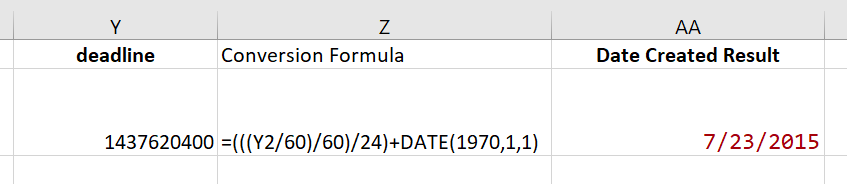 Y Z AA
deadline Conversion Formula Date Created Result
1437620400 =(((Y2/60)/60)/24)+DATE(1970,1,1) 7/23/2015